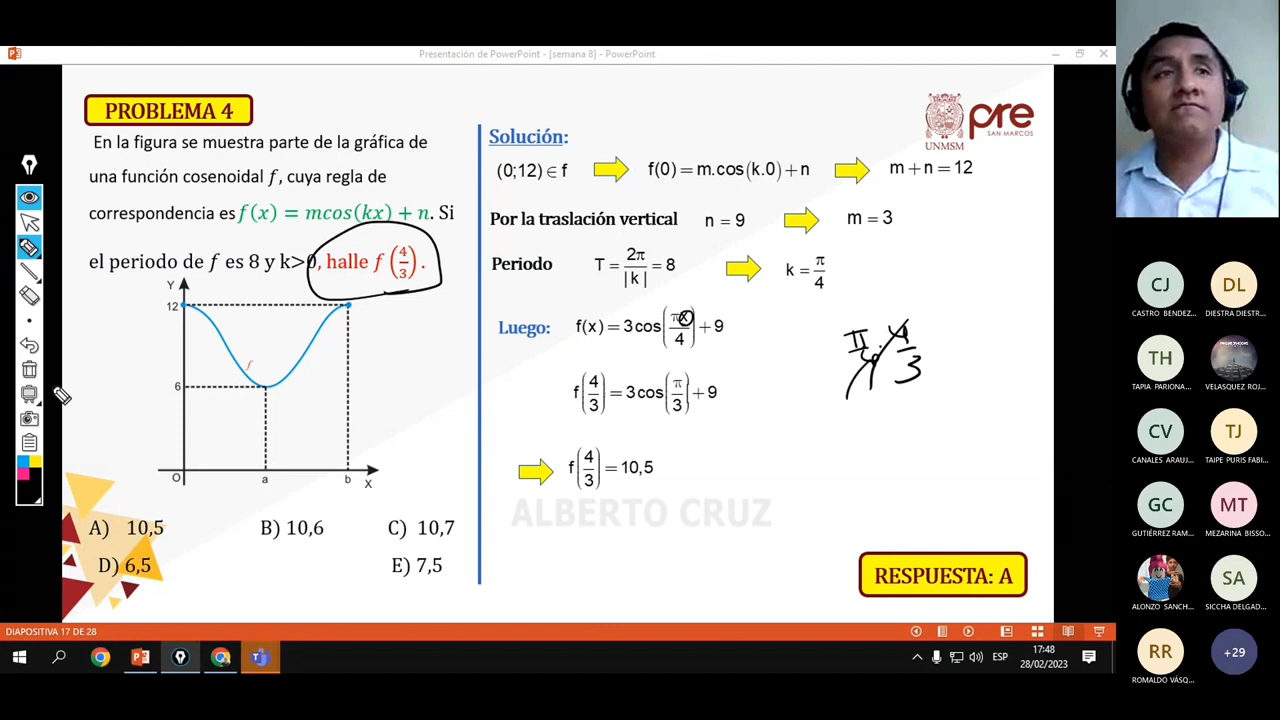 Presentación de PowerPoint - [semana 8] - PowerPoint
PROBLEMA 4
En la figura se muestra parte de la gráfica de
una función cosenoidal f, cuya regla de
correspondencia es f(x) = mcos(kx) + n. Si
el periodo de f es 8 y k>0, halle f(4/3).
Y
12
f
6
O
a
b
X
A) 10,5
B) 10,6
C) 10,7
D) 6,5
E) 7,5
Solución:
(0;12) ∈ f
f(0) = m.cos(k.0) + n
m + n = 12
Por la traslación vertical
n = 9
m = 3
Periodo
T = 2π/|k| = 8
k = π/4
Luego:
f(x) = 3cos(πx/4) + 9
f(4/3) = 3cos(π/3) + 9
f(4/3) = 10,5
π/4 . 4/3
ALBERTO CRUZ
RESPUESTA: A
UNMSM
pre
SAN MARCOS
DIAPOSITIVA 17 DE 28
ESP
17:48
28/02/2023
CJ
CASTRO BENDEZ...
DL
DIESTRA DIESTR...
TH
TAPIA PARIONA...
VELASQUEZ ROJ...
CV
CANALES ARAUJ...
TJ
TAIPE PURIS FABI...
GC
GUTIÉRREZ RAM...
MT
MEZARINA BISSO...
ALONZO SANCH...
SA
SICCHA DELGAD...
RR
ROMALDO VÁSQ...
+29